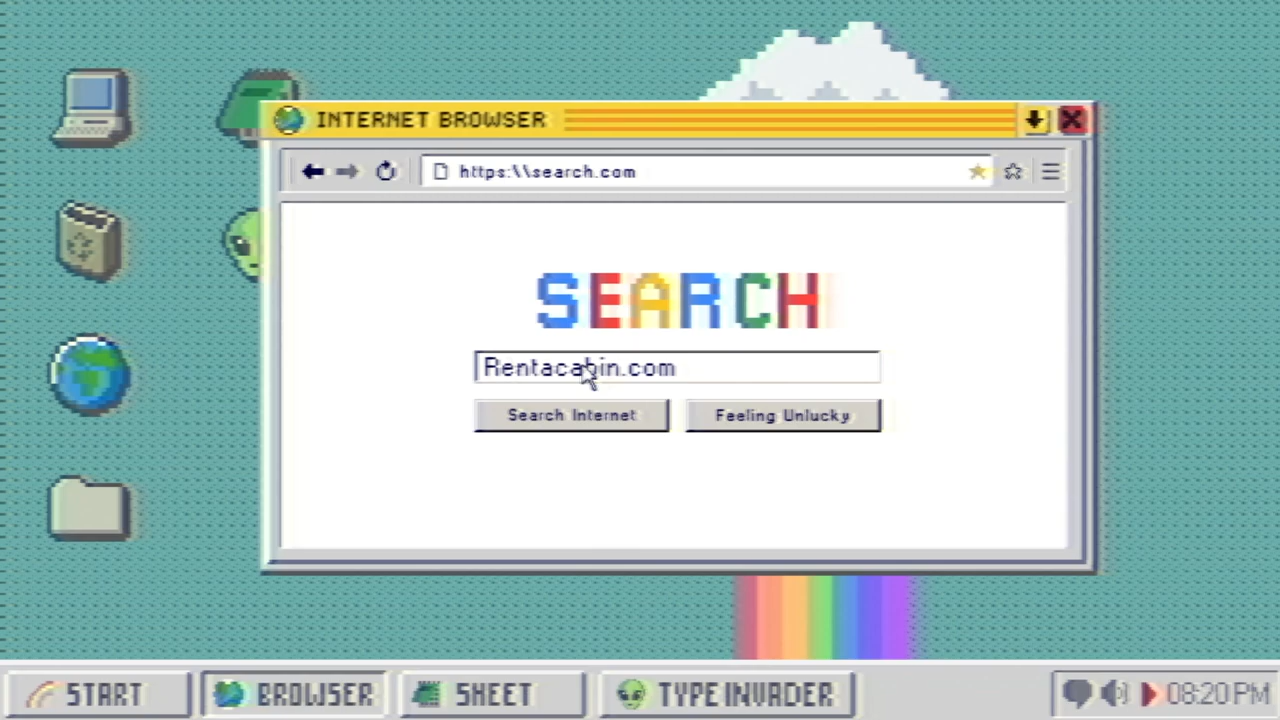 INTERNET BROWSER
https:\\search.com
SEARCH
Rentacabin.com
Search Internet
Feeling Unlucky
START
BROWSER
SHEET
TYPE INVADER
08:20 PM